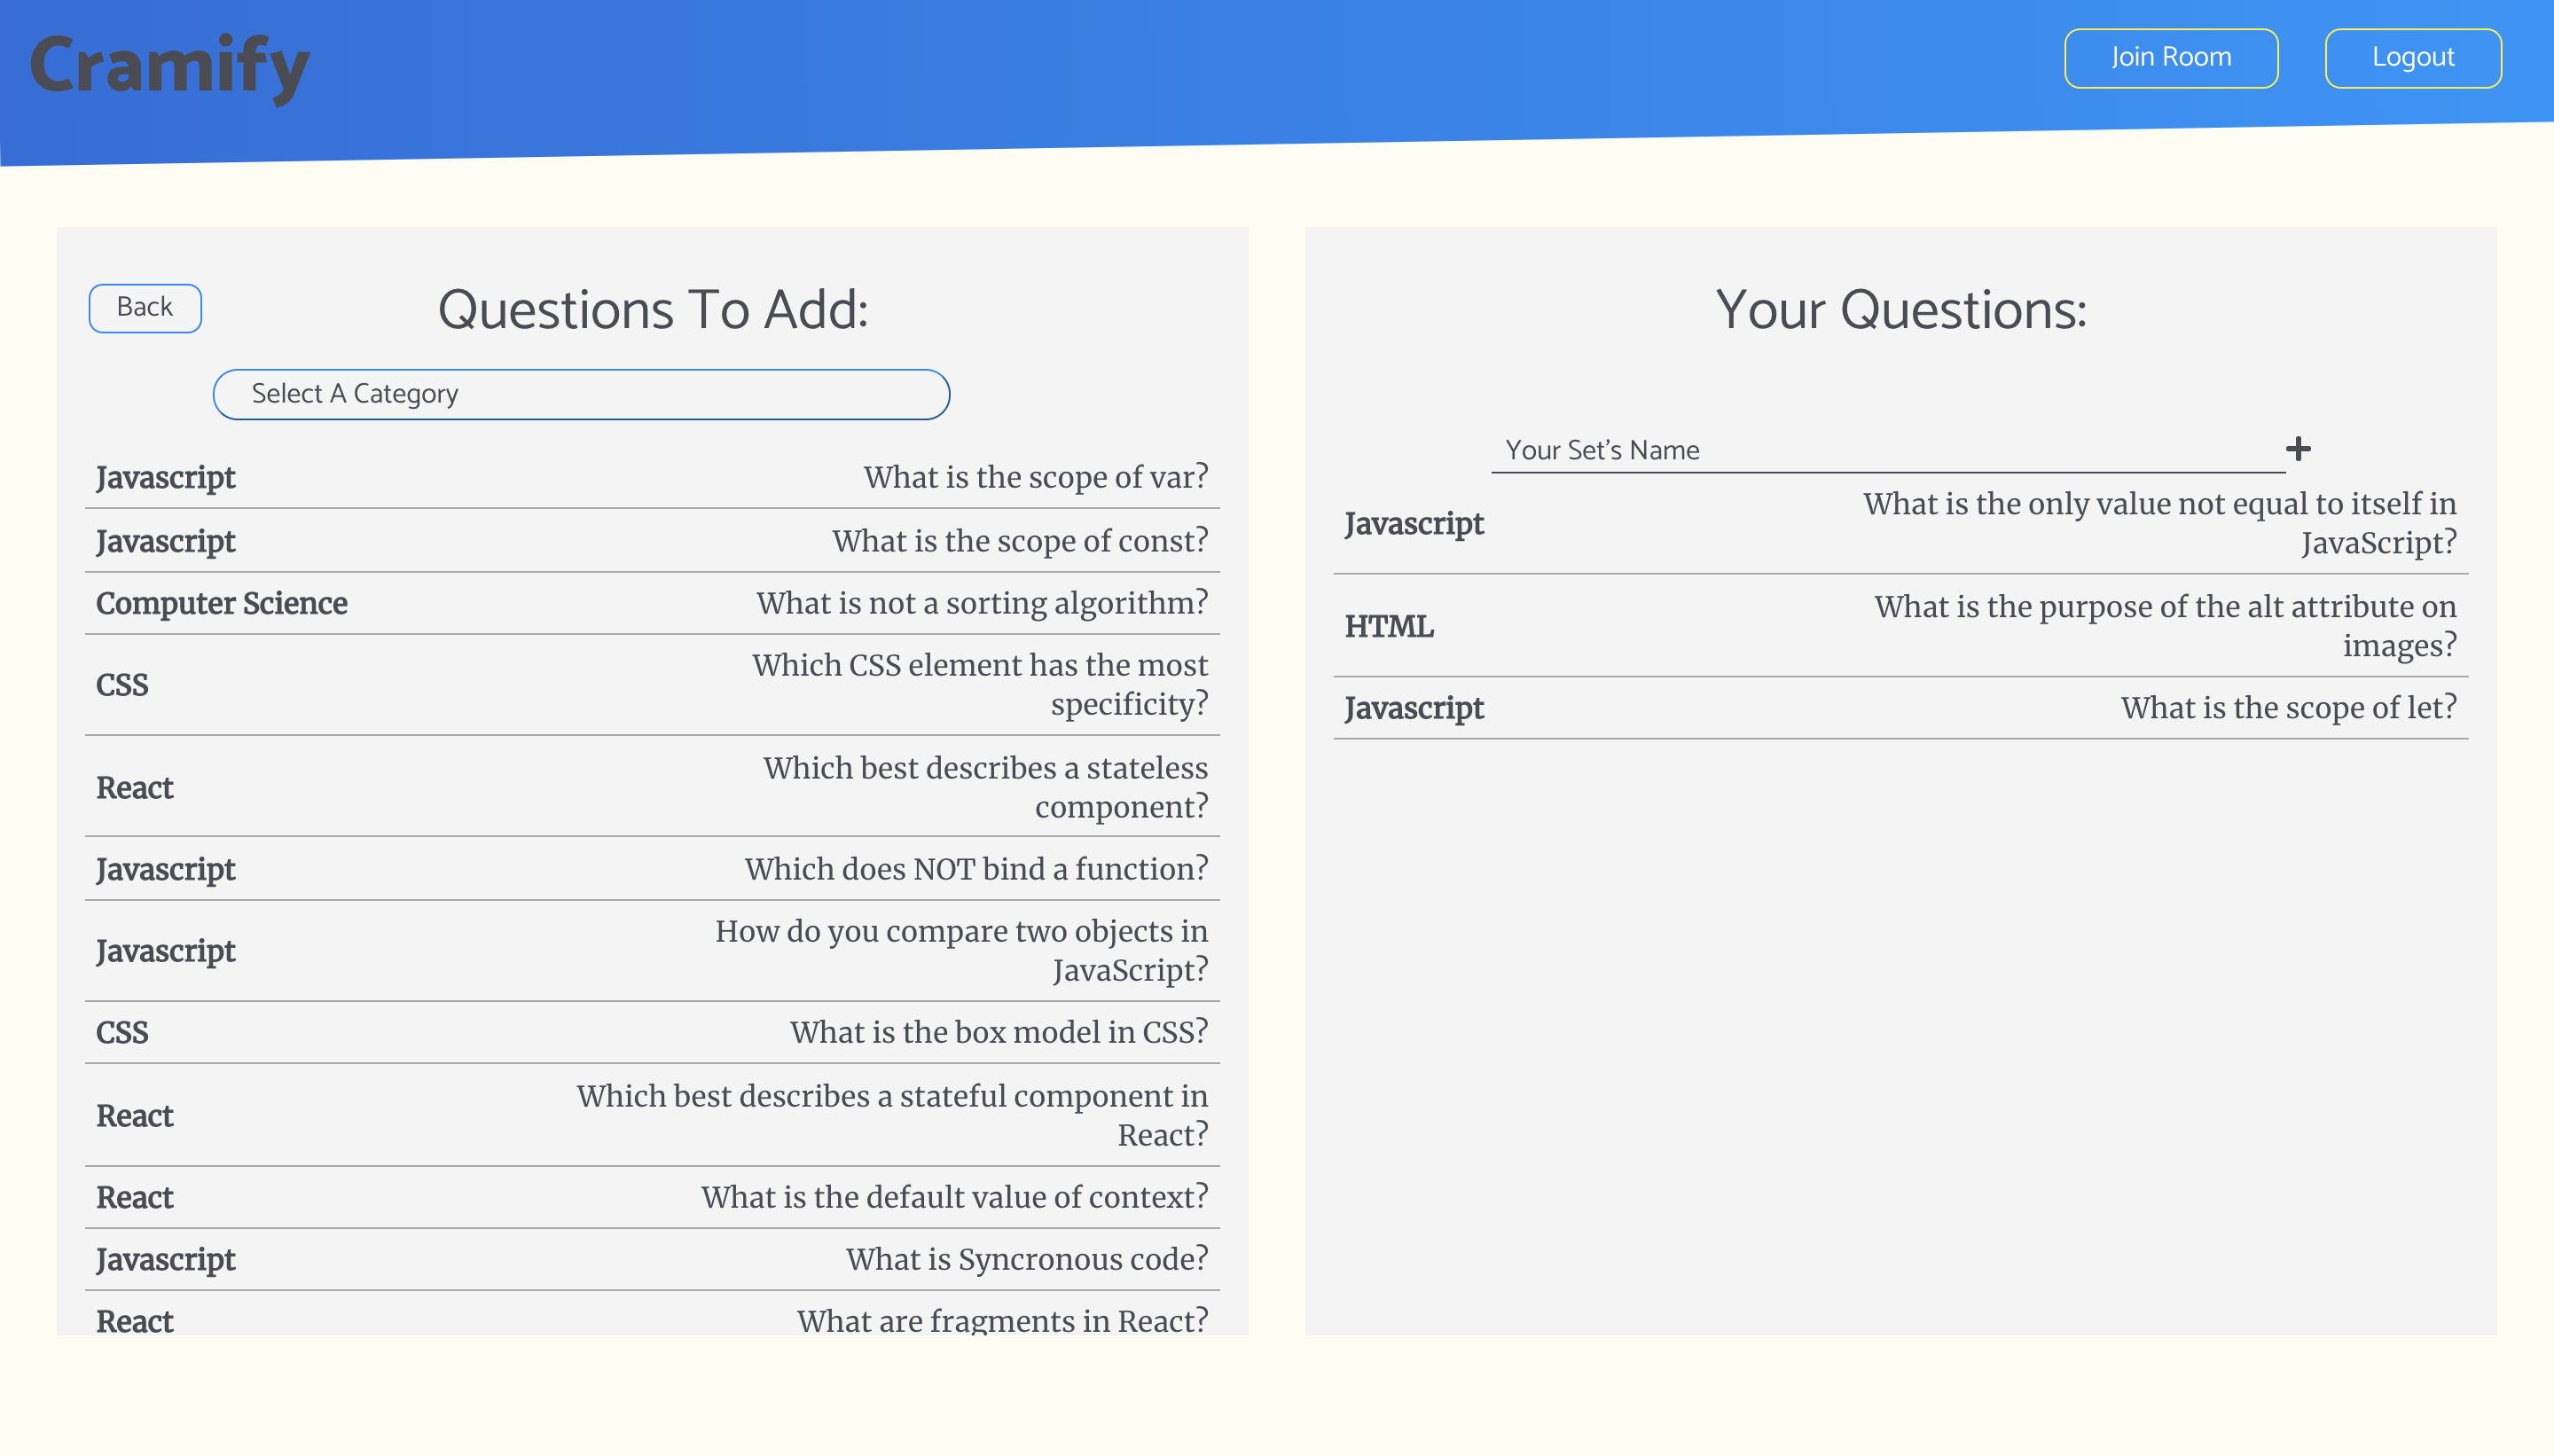 Cramify
Join Room
Logout
Back
Questions To Add:
Select A Category
Javascript
What is the scope of var?
Javascript
What is the scope of const?
Computer Science
What is not a sorting algorithm?
CSS
Which CSS element has the most
specificity?
React
Which best describes a stateless
component?
Javascript
Which does NOT bind a function?
Javascript
How do you compare two objects in
JavaScript?
CSS
What is the box model in CSS?
React
Which best describes a stateful component in
React?
React
What is the default value of context?
Javascript
What is Syncronous code?
React
What are fragments in React?
Your Questions:
Your Set's Name
Javascript
What is the only value not equal to itself in
JavaScript?
HTML
What is the purpose of the alt attribute on
images?
Javascript
What is the scope of let?